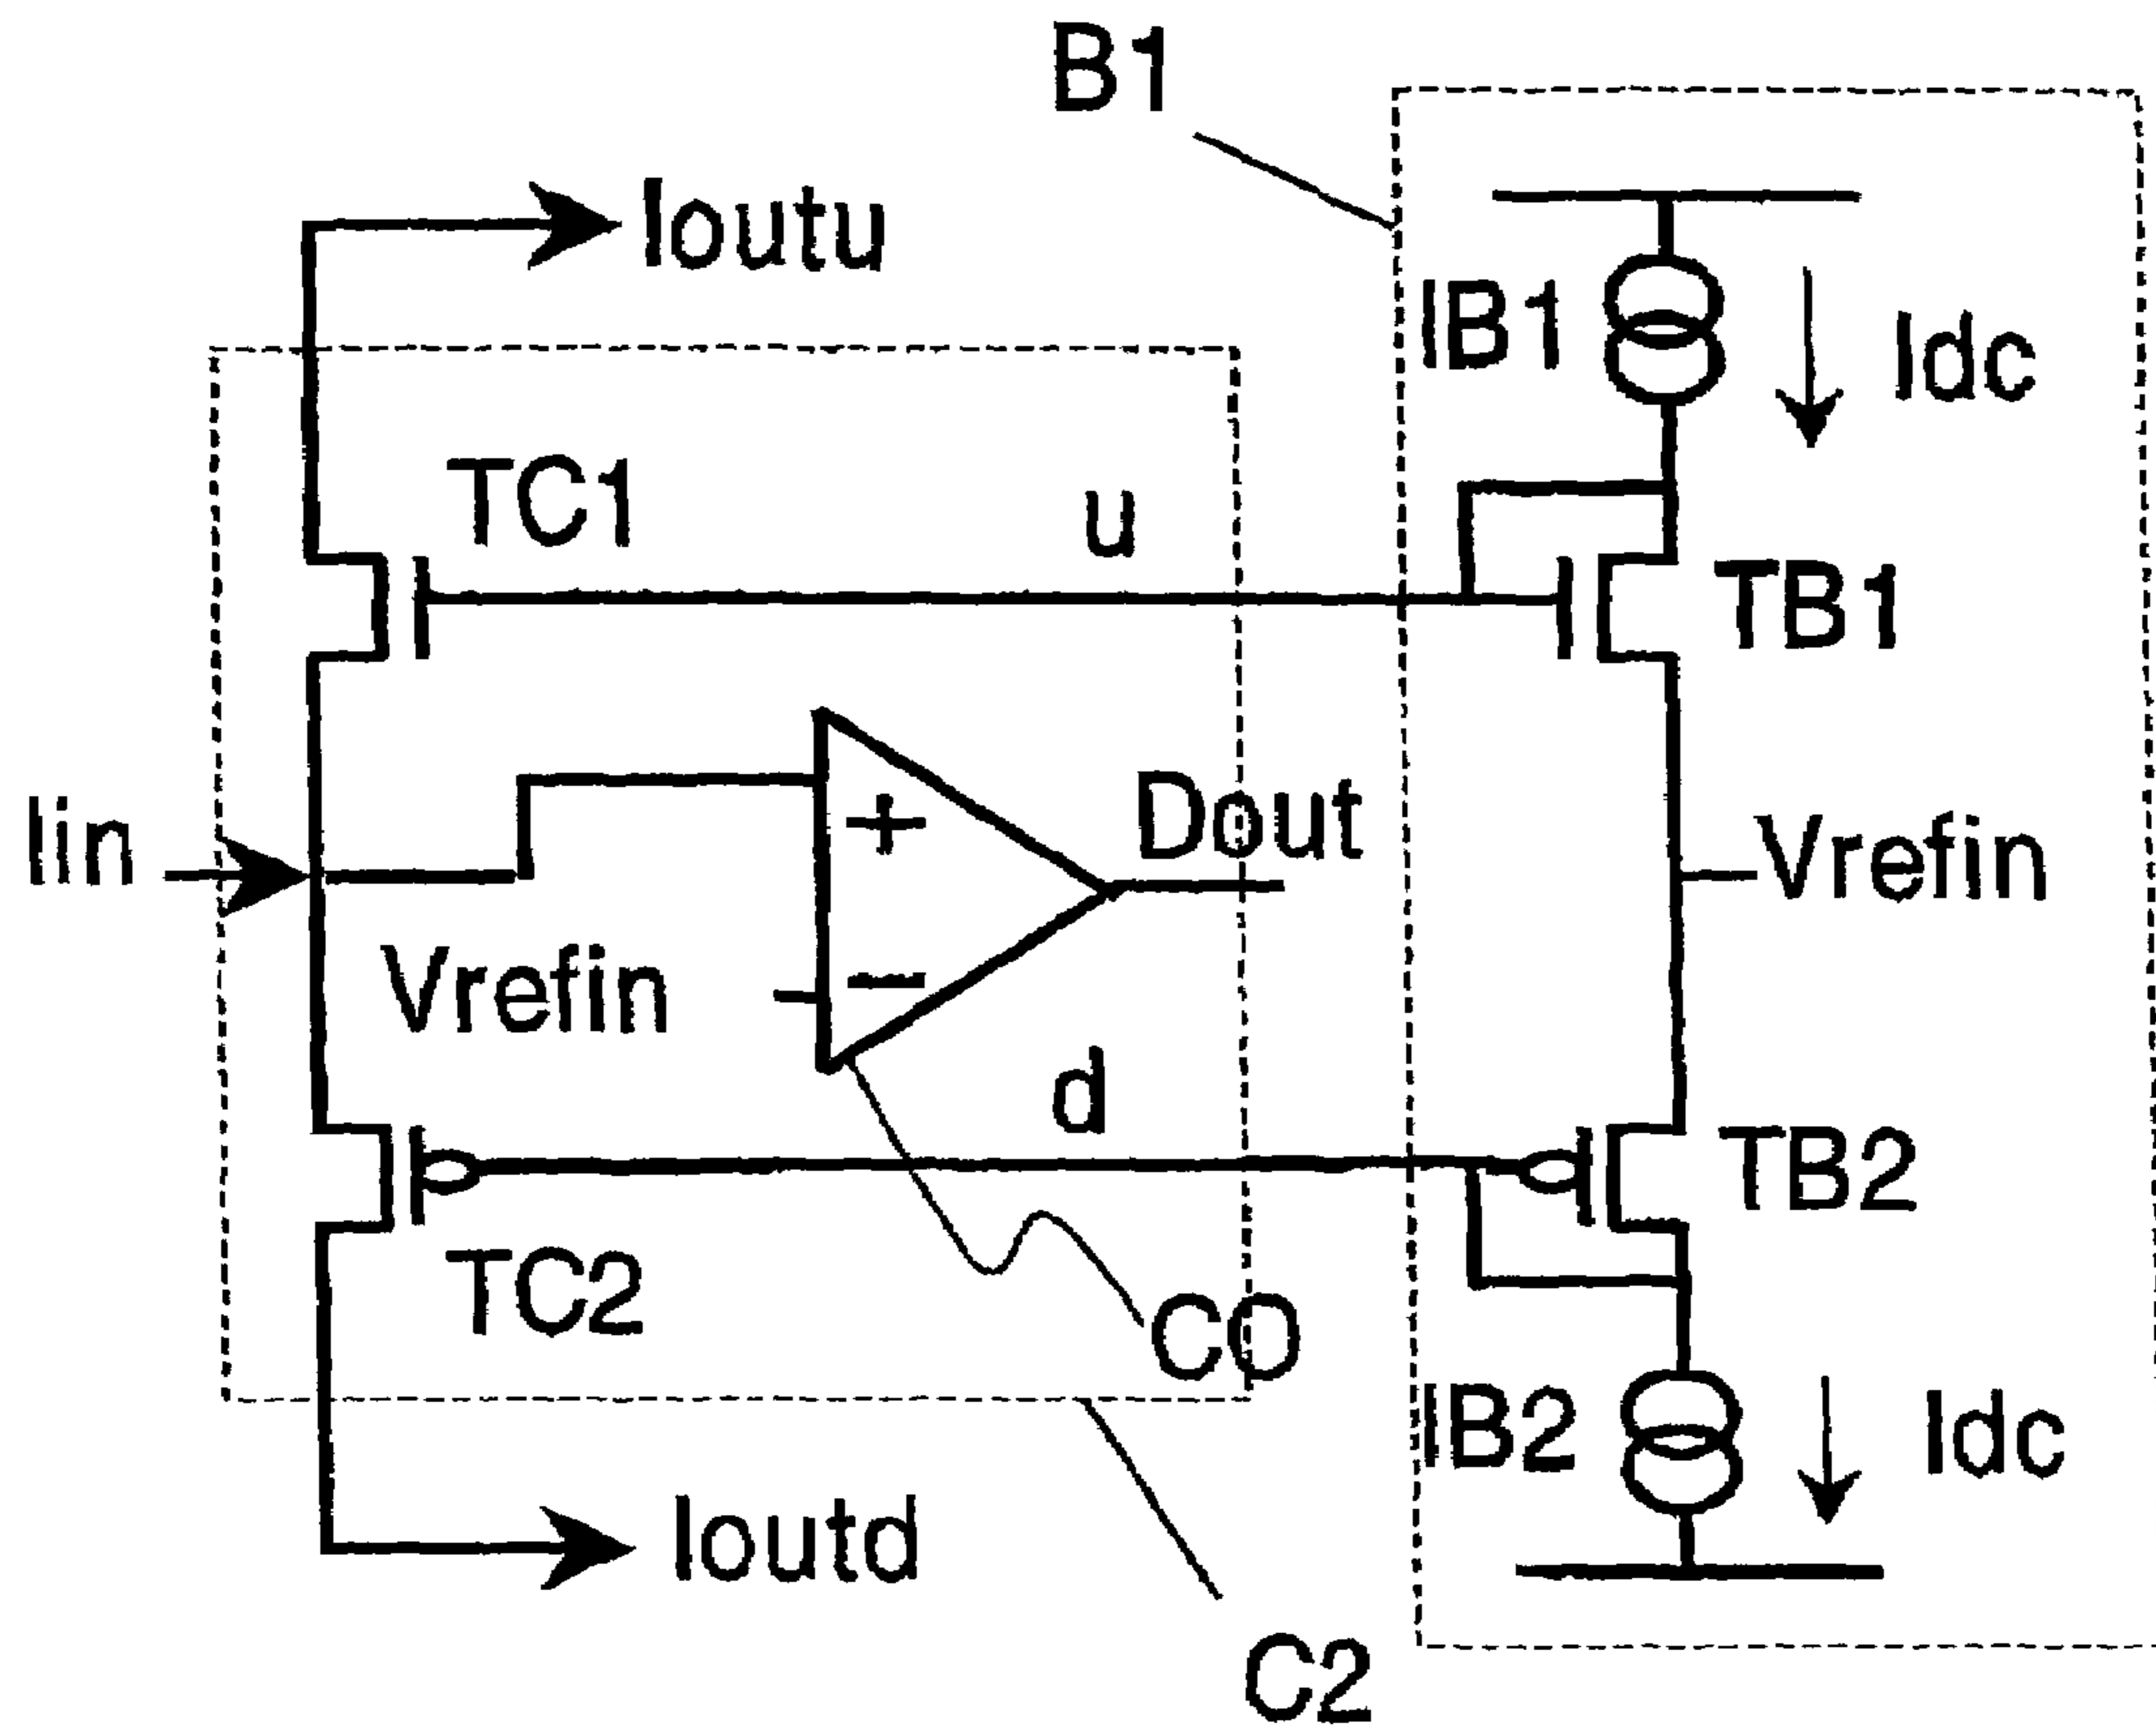 B1
Ioutu
IB1
Idc
TC1
u
TB1
+
Dout
Iin
Vrefin
Vrefin
−
d
TB2
TC2
CO
IB2
Idc
Ioutd
C2